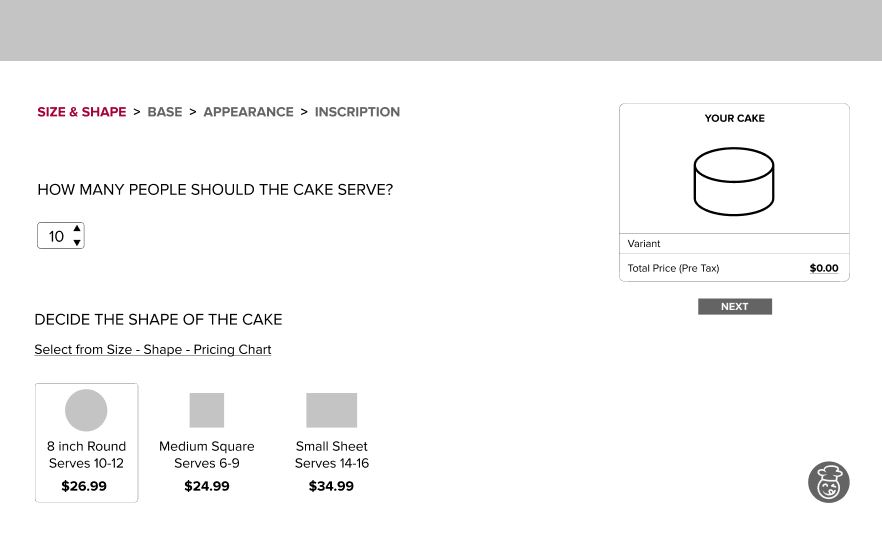 SIZE & SHAPE > BASE > APPEARANCE > INSCRIPTION
HOW MANY PEOPLE SHOULD THE CAKE SERVE?
10
DECIDE THE SHAPE OF THE CAKE
Select from Size - Shape - Pricing Chart
8 inch Round
Serves 10-12
$26.99
Medium Square
Serves 6-9
$24.99
Small Sheet
Serves 14-16
$34.99
YOUR CAKE
Variant
Total Price (Pre Tax) $0.00
NEXT